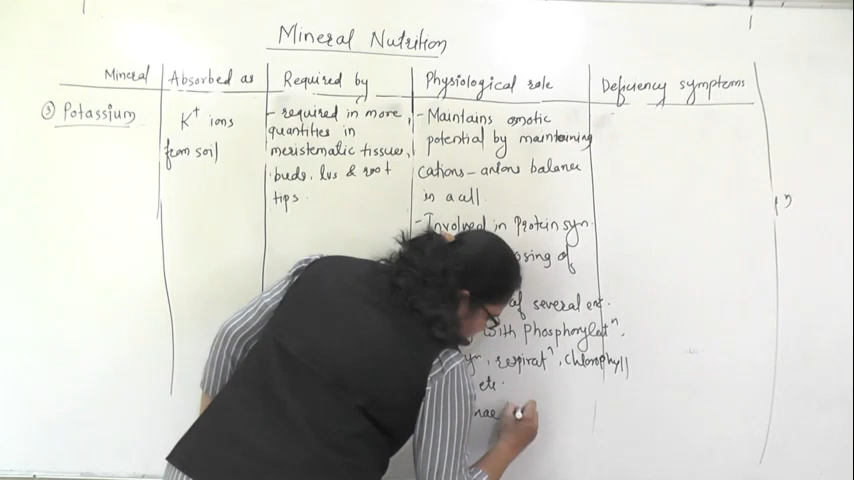 Mineral Nutrition
Mineral Absorbed as Required by Physiological role Deficiency symptoms
③ Potassium
K⁺ ions
from soil
- required in more
quantities in
meristematic tissues,
buds, lvs & root
tips.
- Maintains osmotic
potential by maintaining
cations - anions balance
in a cell.
- Involved in Protein syn.
of
of several enz.
with phosphorylatⁿ,
respiratⁿ, chlorophyll
etc.